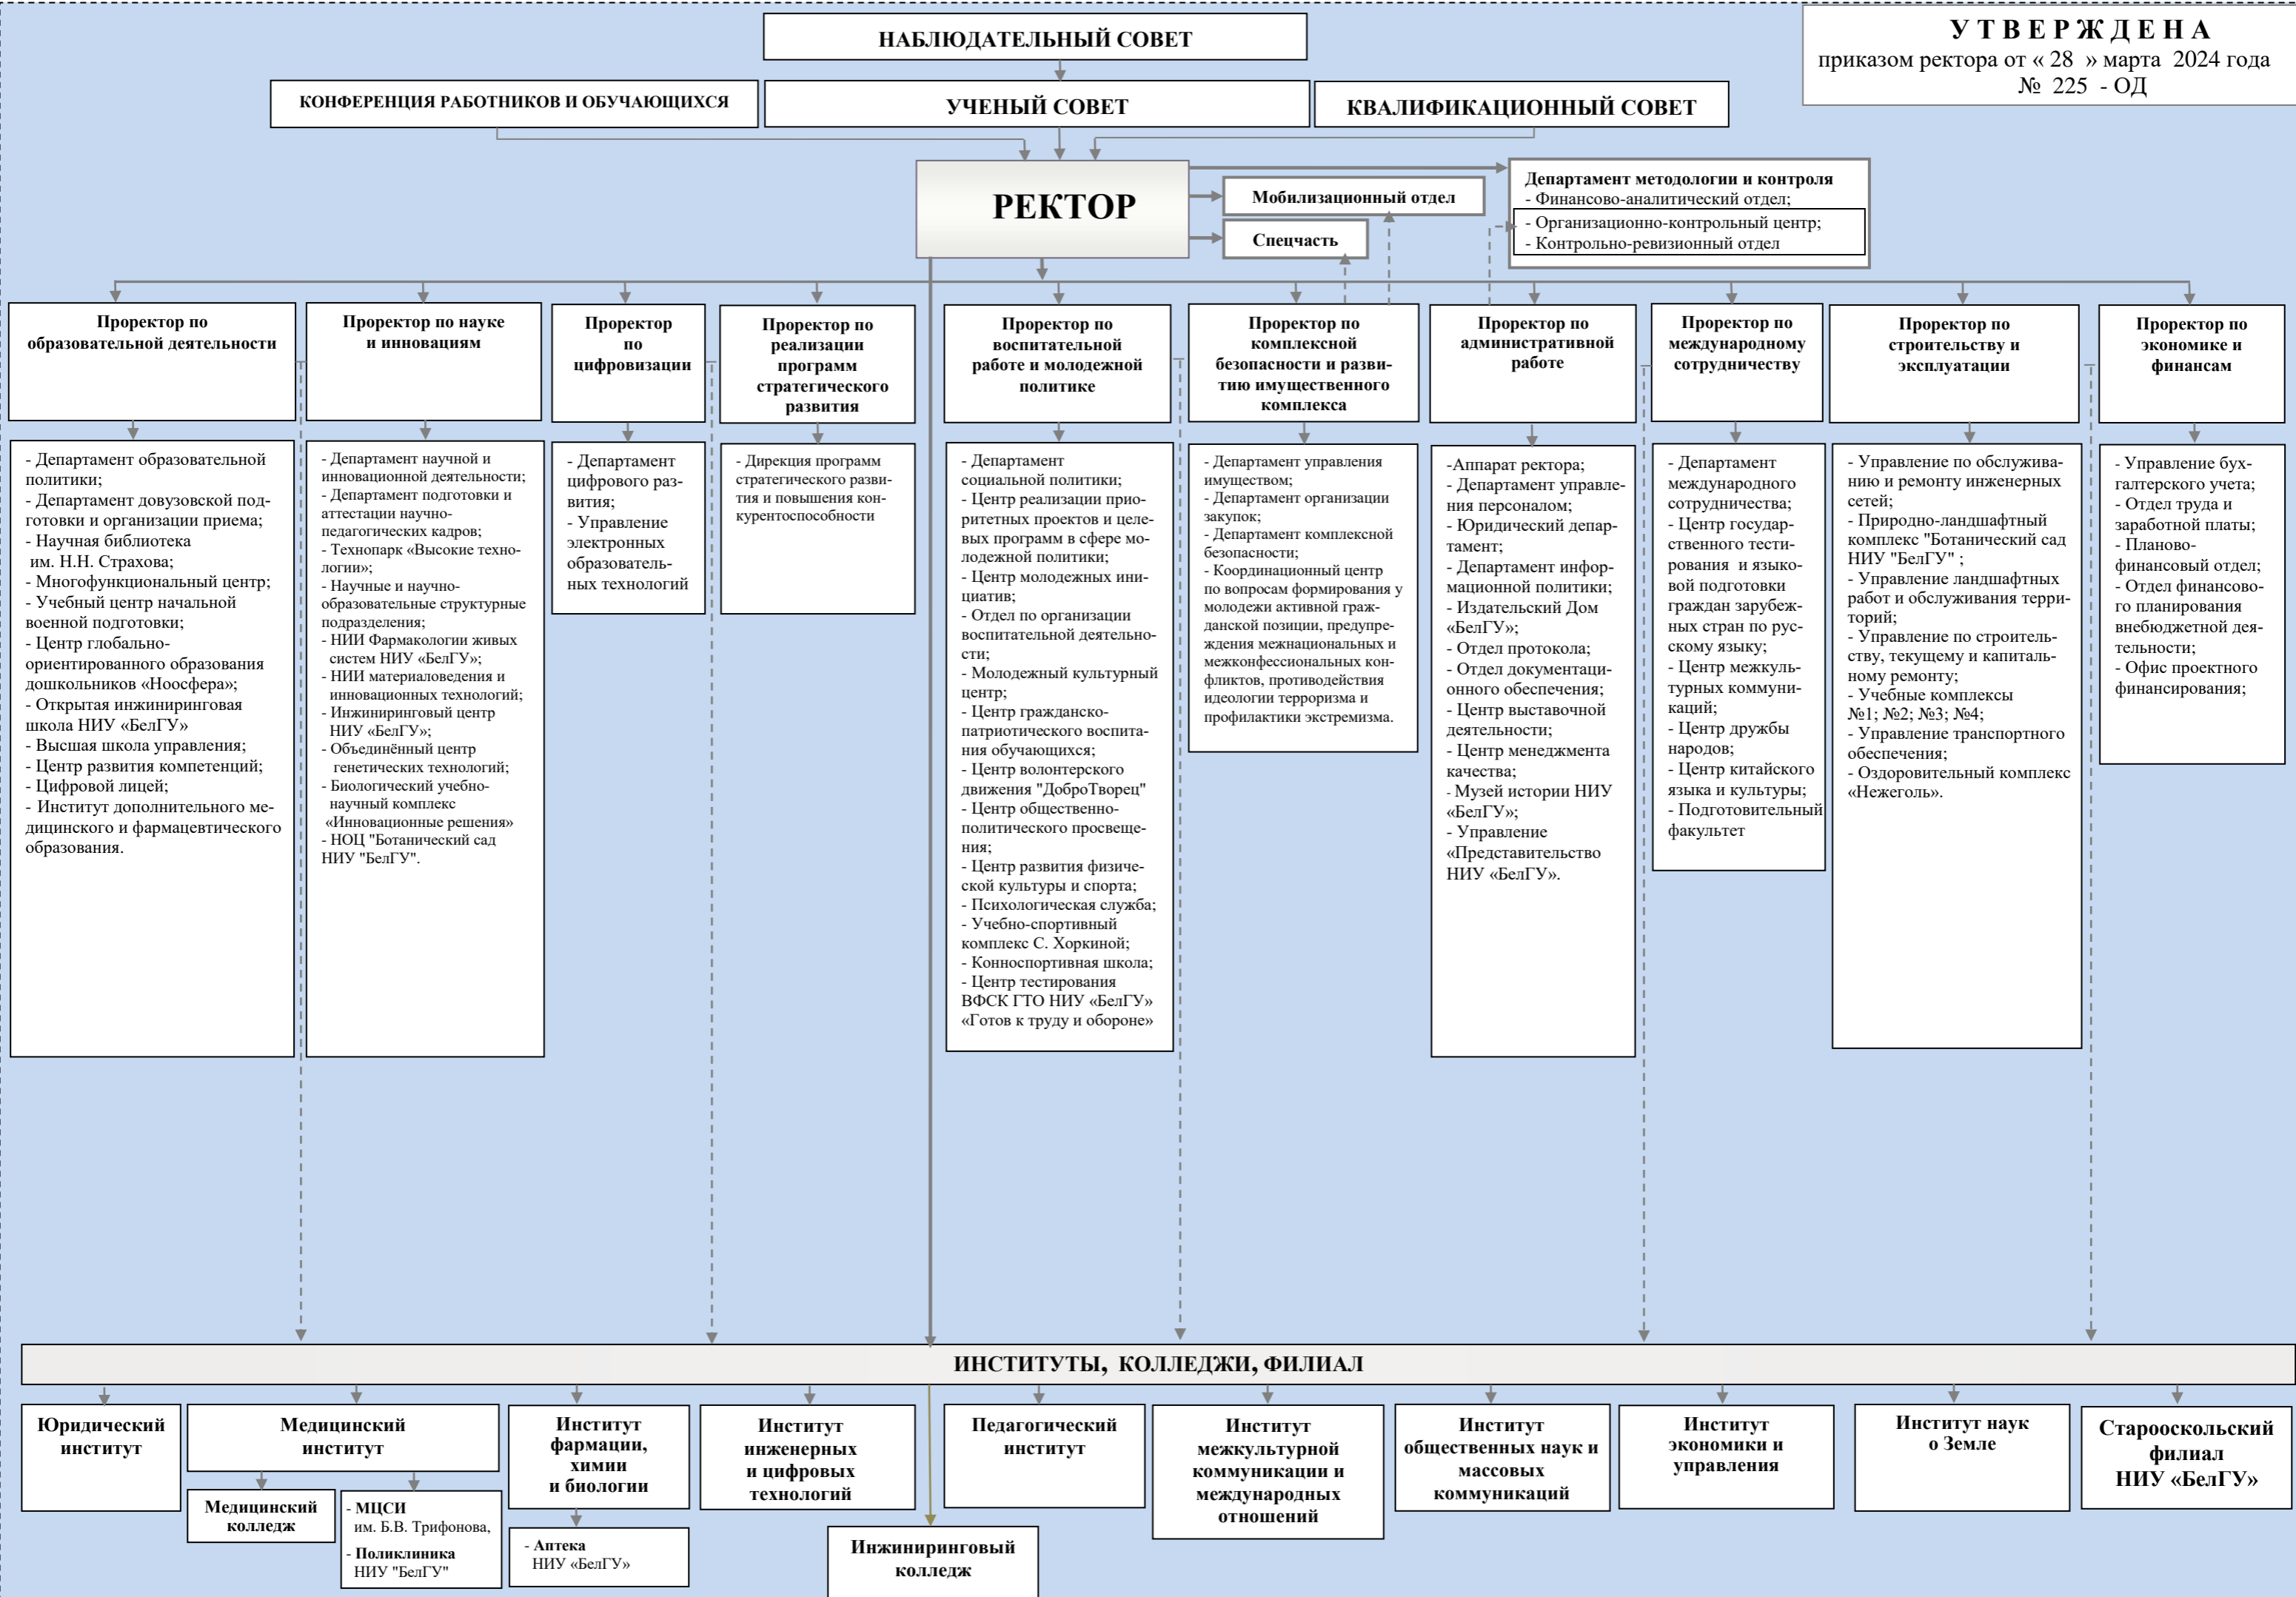 НАБЛЮДАТЕЛЬНЫЙ СОВЕТ
У Т В Е Р Ж Д Е Н А
приказом ректора от « 28 » марта 2024 года
№ 225 - ОД
КОНФЕРЕНЦИЯ РАБОТНИКОВ И ОБУЧАЮЩИХСЯ
УЧЕНЫЙ СОВЕТ
КВАЛИФИКАЦИОННЫЙ СОВЕТ
РЕКТОР
Мобилизационный отдел
Спецчасть
Департамент методологии и контроля
- Финансово-аналитический отдел;
- Организационно-контрольный центр;
- Контрольно-ревизионный отдел
Проректор по
образовательной деятельности
Проректор по науке
и инновациям
Проректор
по
цифровизации
Проректор по
реализации
программ
стратегического
развития
Проректор по
воспитательной
работе и молодежной
политике
Проректор по
комплексной
безопасности и разви-
тию имущественного
комплекса
Проректор по
административной
работе
Проректор по
международному
сотрудничеству
Проректор по
строительству и
эксплуатации
Проректор по
экономике и
финансам
- Департамент образовательной
политики;
- Департамент довузовской под-
готовки и организации приема;
- Научная библиотека
им. Н.Н. Страхова;
- Многофункциональный центр;
- Учебный центр начальной
военной подготовки;
- Центр глобально-
ориентированного образования
дошкольников «Ноосфера»;
- Открытая инжиниринговая
школа НИУ «БелГУ»
- Высшая школа управления;
- Центр развития компетенций;
- Цифровой лицей;
- Институт дополнительного ме-
дицинского и фармацевтического
образования.
- Департамент научной и
инновационной деятельности;
- Департамент подготовки и
аттестации научно-
педагогических кадров;
- Технопарк «Высокие техно-
логии»;
- Научные и научно-
образовательные структурные
подразделения;
- НИИ Фармакологии живых
систем НИУ «БелГУ»;
- НИИ материаловедения и
инновационных технологий;
- Инжиниринговый центр
НИУ «БелГУ»;
- Объединённый центр
генетических технологий;
- Биологический учебно-
научный комплекс
«Инновационные решения»
- НОЦ "Ботанический сад
НИУ "БелГУ".
- Департамент
цифрового раз-
вития;
- Управление
электронных
образователь-
ных технологий
- Дирекция программ
стратегического разви-
тия и повышения кон-
курентоспособности
- Департамент
социальной политики;
- Центр реализации прио-
ритетных проектов и целе-
вых программ в сфере мо-
лодежной политики;
- Центр молодежных ини-
циатив;
- Отдел по организации
воспитательной деятельно-
сти;
- Молодежный культурный
центр;
- Центр гражданско-
патриотического воспита-
ния обучающихся;
- Центр волонтерского
движения "ДоброТворец"
- Центр общественно-
политического просвеще-
ния;
- Центр развития физиче-
ской культуры и спорта;
- Психологическая служба;
- Учебно-спортивный
комплекс С. Хоркиной;
- Конноспортивная школа;
- Центр тестирования
ВФСК ГТО НИУ «БелГУ»
«Готов к труду и обороне»
- Департамент управления
имуществом;
- Департамент организации
закупок;
- Департамент комплексной
безопасности;
- Координационный центр
по вопросам формирования у
молодежи активной граж-
данской позиции, предупре-
ждения межнациональных и
межконфессиональных кон-
фликтов, противодействия
идеологии терроризма и
профилактики экстремизма.
-Аппарат ректора;
- Департамент управле-
ния персоналом;
- Юридический депар-
тамент;
- Департамент инфор-
мационной политики;
- Издательский Дом
«БелГУ»;
- Отдел протокола;
- Отдел документаци-
онного обеспечения;
- Центр выставочной
деятельности;
- Центр менеджмента
качества;
- Музей истории НИУ
«БелГУ»;
- Управление
«Представительство
НИУ «БелГУ».
- Департамент
международного
сотрудничества;
- Центр государ-
ственного тести-
рования и языко-
вой подготовки
граждан зарубеж-
ных стран по рус-
скому языку;
- Центр межкуль-
турных коммуни-
каций;
- Центр дружбы
народов;
- Центр китайского
языка и культуры;
- Подготовительный
факультет
- Управление по обслужива-
нию и ремонту инженерных
сетей;
- Природно-ландшафтный
комплекс "Ботанический сад
НИУ "БелГУ" ;
- Управление ландшафтных
работ и обслуживания терри-
торий;
- Управление по строитель-
ству, текущему и капиталь-
ному ремонту;
- Учебные комплексы
№1; №2; №3; №4;
- Управление транспортного
обеспечения;
- Оздоровительный комплекс
«Нежеголь».
- Управление бух-
галтерского учета;
- Отдел труда и
заработной платы;
- Планово-
финансовый отдел;
- Отдел финансово-
го планирования
внебюджетной дея-
тельности;
- Офис проектного
финансирования;
ИНСТИТУТЫ, КОЛЛЕДЖИ, ФИЛИАЛ
Юридический
институт
Медицинский
институт
Медицинский
колледж
- МЦСИ
им. Б.В. Трифонова,
- Поликлиника
НИУ "БелГУ"
Институт
фармации,
химии
и биологии
- Аптека
НИУ «БелГУ»
Институт
инженерных
и цифровых
технологий
Инжиниринговый
колледж
Педагогический
институт
Институт
межкультурной
коммуникации и
международных
отношений
Институт
общественных наук и
массовых
коммуникаций
Институт
экономики и
управления
Институт наук
о Земле
Старооскольский
филиал
НИУ «БелГУ»